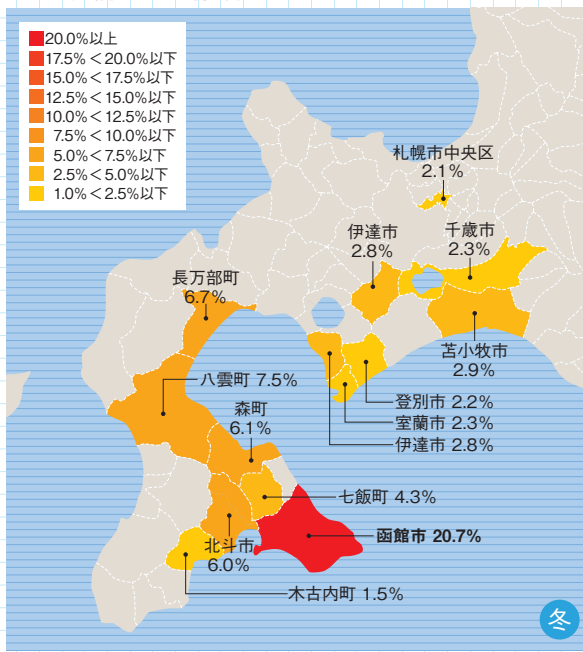 20.0%以上
17.5%<20.0%以下
15.0%<17.5%以下
12.5%<15.0%以下
10.0%<12.5%以下
7.5%<10.0%以下
5.0%<7.5%以下
2.5%<5.0%以下
1.0%<2.5%以下
札幌市中央区
2.1%
伊達市
2.8%
千歳市
2.3%
長万部町
6.7%
苫小牧市
2.9%
八雲町 7.5%
登別市 2.2%
室蘭市 2.3%
伊達市 2.8%
森町
6.1%
七飯町 4.3%
函館市 20.7%
北斗市
6.0%
木古内町 1.5%
冬